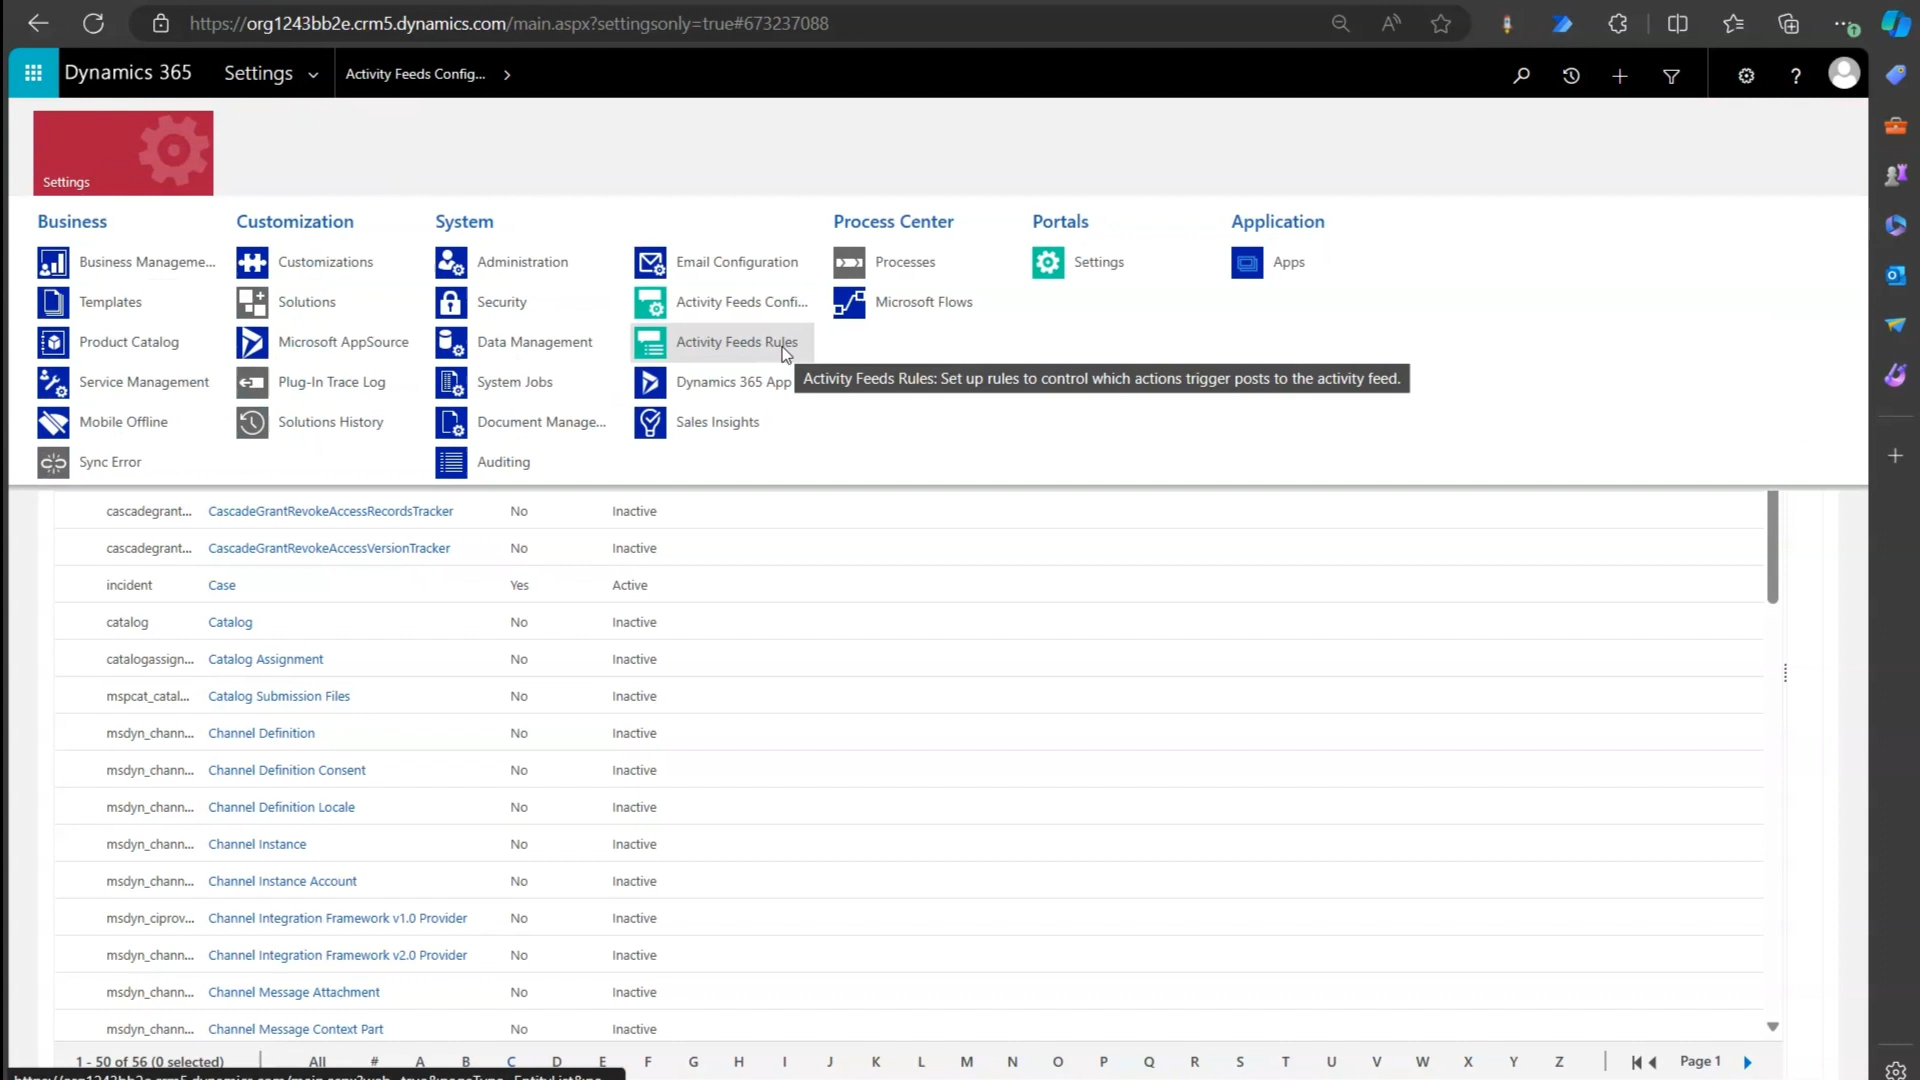 https://org1243bb2e.crm5.dynamics.com/main.aspx?settingsonly=true#673237088
Dynamics 365 Settings Activity Feeds Config...
Settings
Business Customization System Process Center Portals Application
Business Manageme... Customizations Administration Email Configuration Processes Settings Apps
Templates Solutions Security Activity Feeds Confi... Microsoft Flows
Product Catalog Microsoft AppSource Data Management Activity Feeds Rules
Service Management Plug-In Trace Log System Jobs Dynamics 365 App
Activity Feeds Rules: Set up rules to control which actions trigger posts to the activity feed.
Mobile Offline Solutions History Document Manage... Sales Insights
Sync Error Auditing
cascadegrant... CascadeGrantRevokeAccessRecordsTracker No Inactive
cascadegrant... CascadeGrantRevokeAccessVersionTracker No Inactive
incident Case Yes Active
catalog Catalog No Inactive
catalogassign... Catalog Assignment No Inactive
mspcat_catal... Catalog Submission Files No Inactive
msdyn_chann... Channel Definition No Inactive
msdyn_chann... Channel Definition Consent No Inactive
msdyn_chann... Channel Definition Locale No Inactive
msdyn_chann... Channel Instance No Inactive
msdyn_chann... Channel Instance Account No Inactive
msdyn_ciprov... Channel Integration Framework v1.0 Provider No Inactive
msdyn_chann... Channel Integration Framework v2.0 Provider No Inactive
msdyn_chann... Channel Message Attachment No Inactive
msdyn_chann... Channel Message Context Part No Inactive
1 - 50 of 56 (0 selected) All # A B C D E F G H I J K L M N O P Q R S T U V W X Y Z Page 1